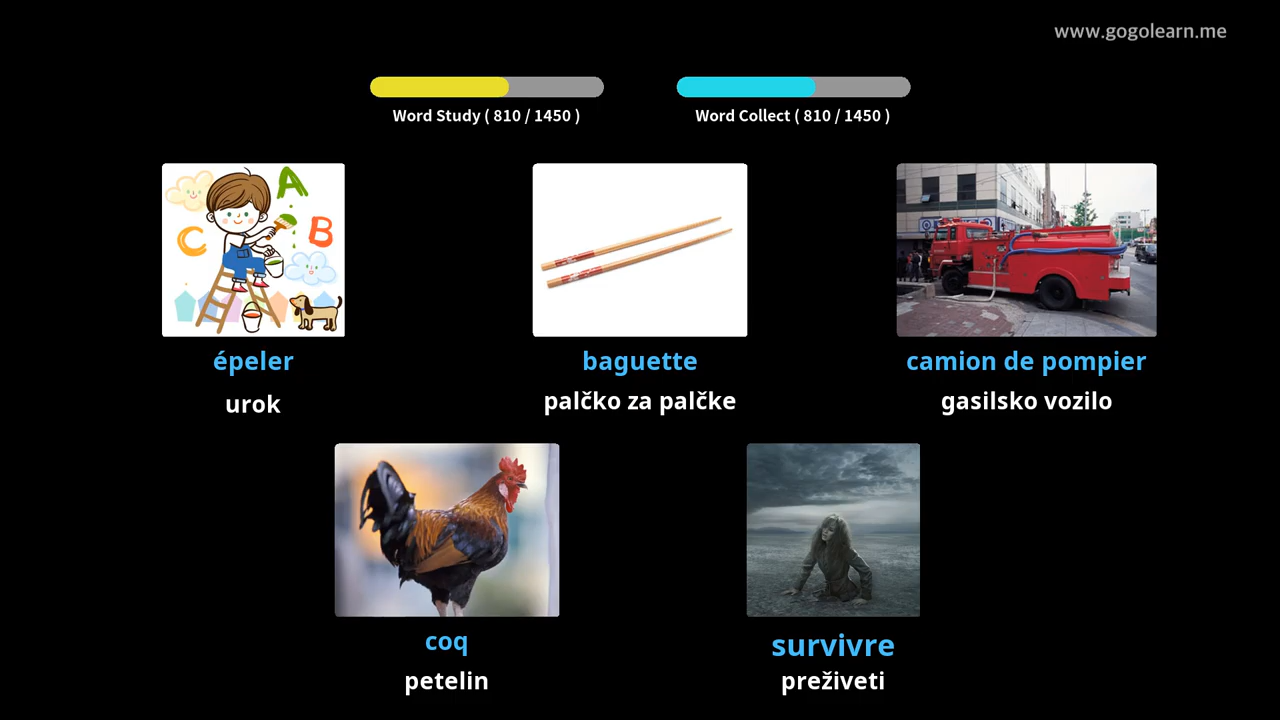 www.gogolearn.me
Word Study ( 810 / 1450 )
Word Collect ( 810 / 1450 )
A
B
C
épeler
baguette
camion de pompier
urok
palčko za palčke
gasilsko vozilo
coq
survivre
petelin
preživeti